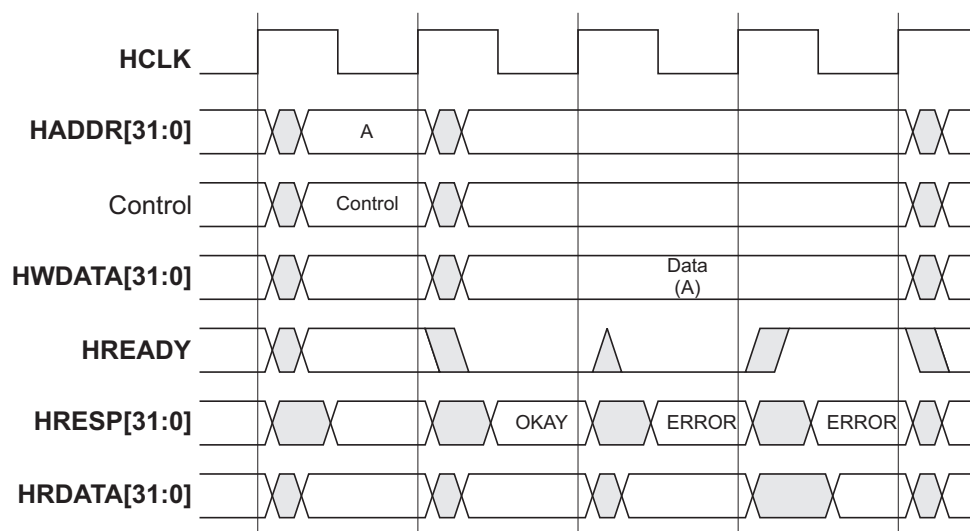 HCLK
HADDR[31:0]
A
Control
Control
HWDATA[31:0]
Data
(A)
HREADY
HRESP[31:0]
OKAY
ERROR
ERROR
HRDATA[31:0]